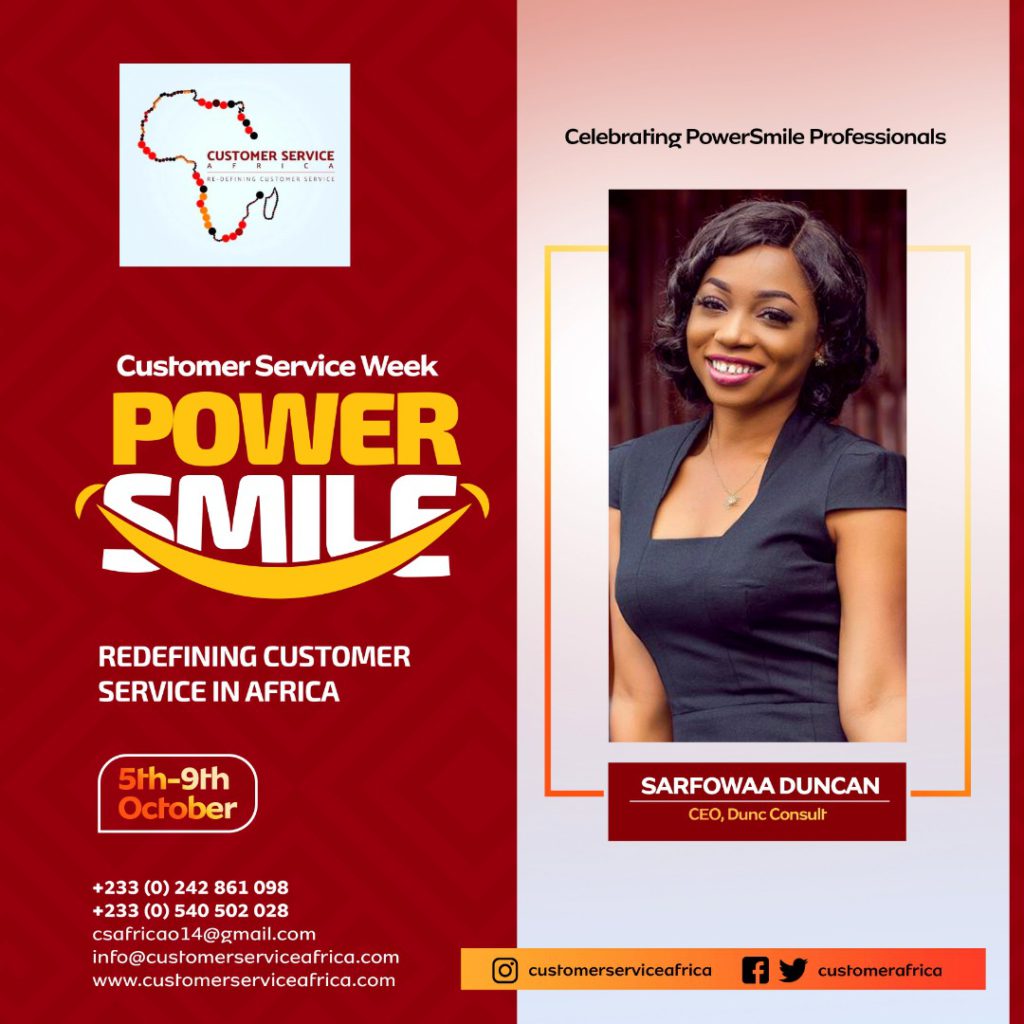 CUSTOMER SERVICE
AFRICA
RE-DEFINING CUSTOMER SERVICE
Customer Service Week
POWER
SMILE
REDEFINING CUSTOMER
SERVICE IN AFRICA
5th-9th
October
+233 (0) 242 861 098
+233 (0) 540 502 028
csafricao14@gmail.com
info@customerserviceafrica.com
www.customerserviceafrica.com
Celebrating PowerSmile Professionals
SARFOWAA DUNCAN
CEO, Dunc Consult
customerserviceafrica
customerafrica